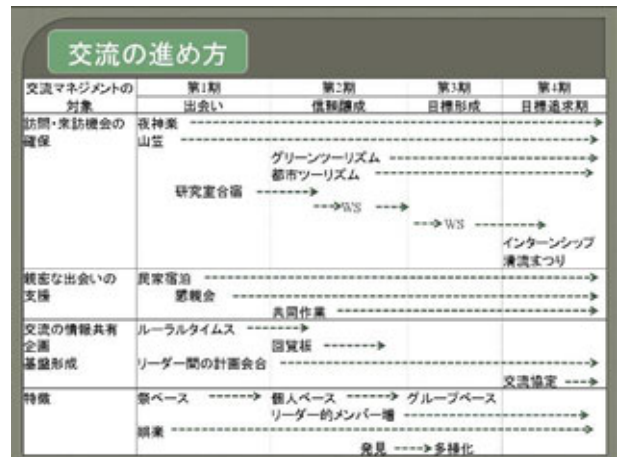 交流の進め方
交流マネジメントの対象 第1期 第2期 第3期 第4期
出会い 信頼醸成 目標形成 目標追求期
訪問・来訪機会の確保 夜神楽
山笠
グリーンツーリズム
都市ツーリズム
研究室合宿
WS
WS
インターンシップ
清流まつり
親密な出会いの支援 民家宿泊
懇親会
共同作業
交流の情報共有 ルーラルタイムス
企画 回覧板
基盤形成 リーダー間の計画会合
交流協定
特徴 祭ベース 個人ベース グループベース
リーダー的メンバー増
娯楽
発見 多様化